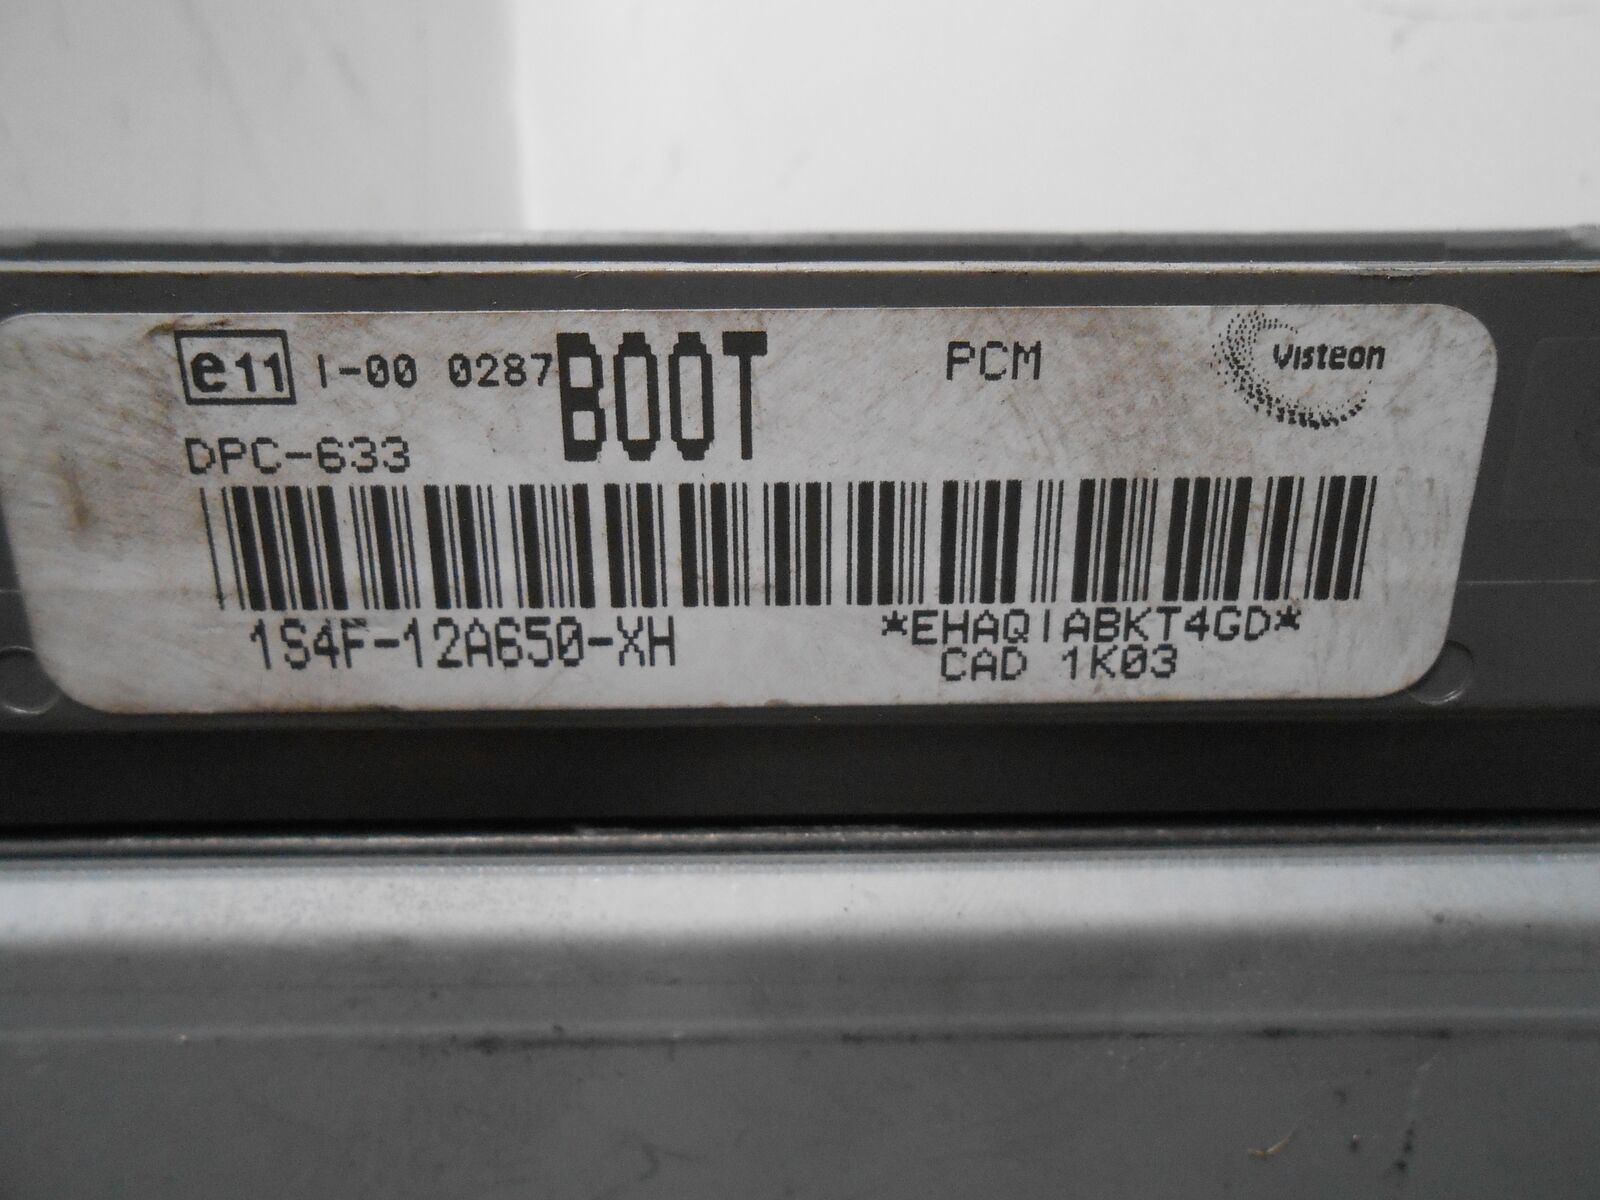 e11 I-00 0287 BOOT PCM Visteon
DPC-633
1S4F-12A650-XH *EHAQIABKT4GD*
CAD 1K03